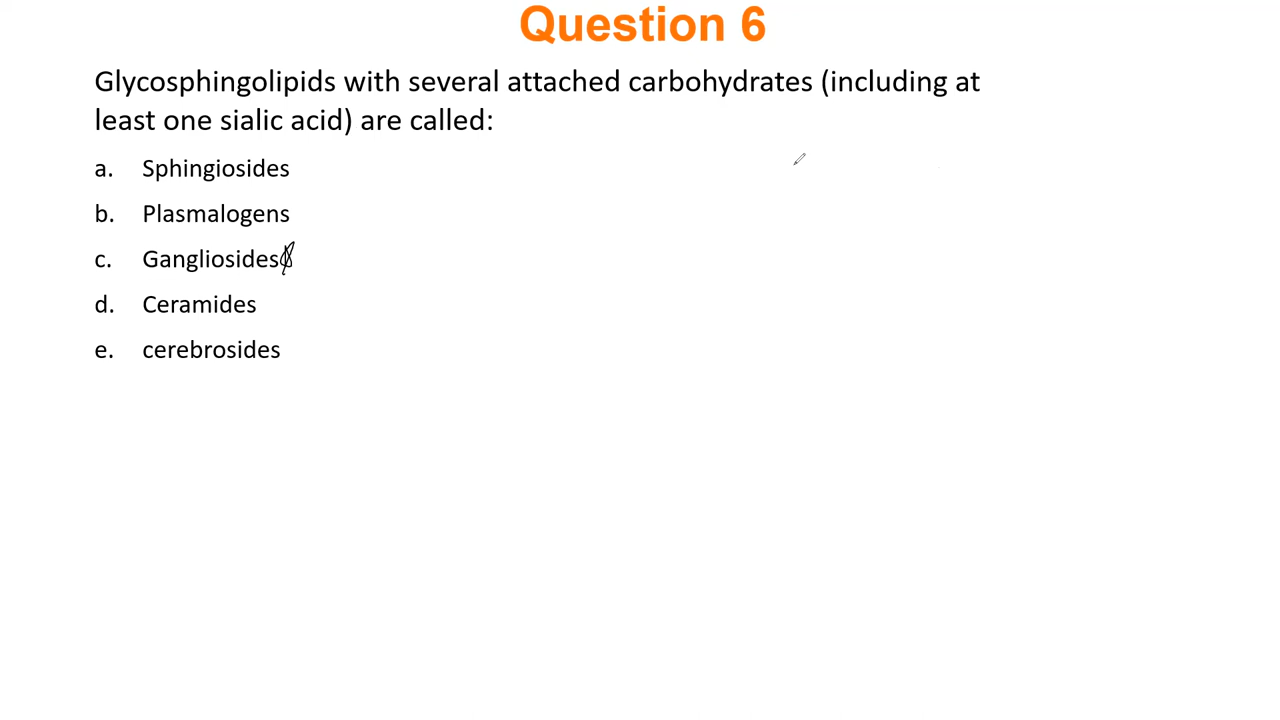 Question 6
Glycosphingolipids with several attached carbohydrates (including at
least one sialic acid) are called:
a. Sphingiosides
b. Plasmalogens
c. Gangliosides
d. Ceramides
e. cerebrosides